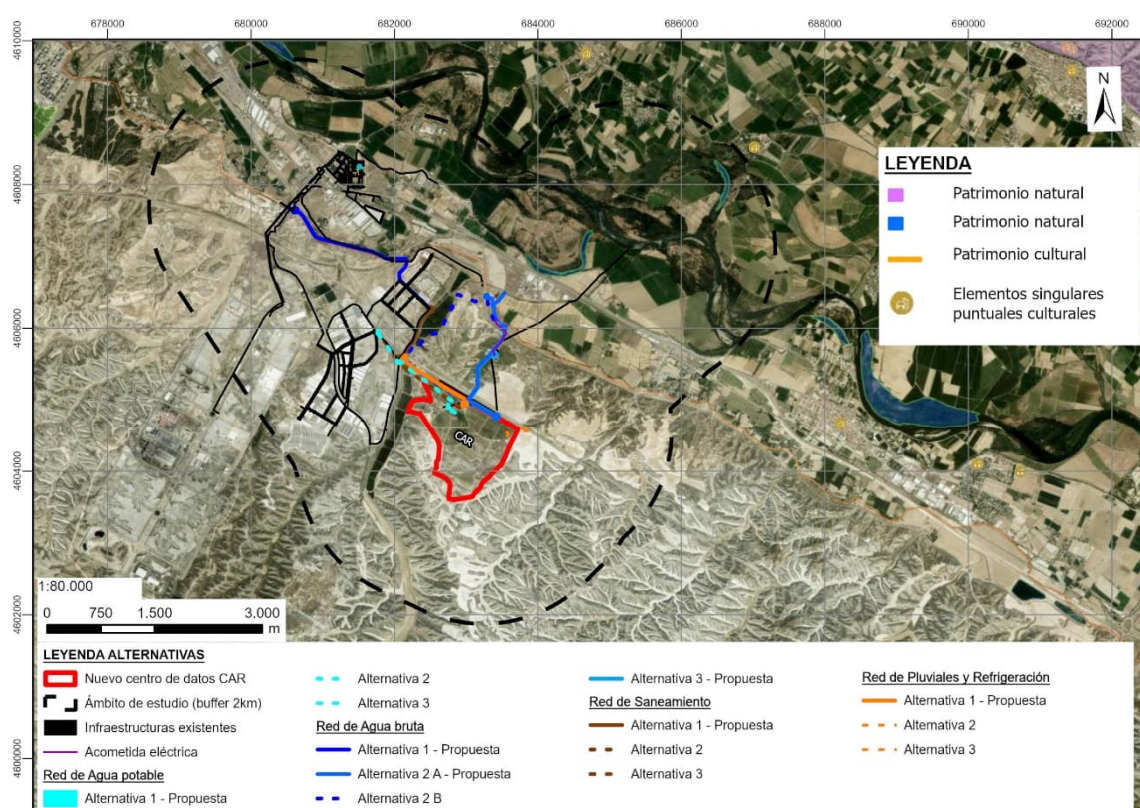 678000 680000 682000 684000 686000 688000 690000 692000
4610000
4608000
4606000
4604000
4602000
4600000
N
LEYENDA
Patrimonio natural
Patrimonio natural
Patrimonio cultural
Elementos singulares
puntuales culturales
CAR
1:80.000
0 750 1.500 3.000
m
LEYENDA ALTERNATIVAS
Nuevo centro de datos CAR
Ámbito de estudio (buffer 2km)
Infraestructuras existentes
Acometida eléctrica
Red de Agua potable
Alternativa 1 - Propuesta
Alternativa 2
Alternativa 3
Red de Agua bruta
Alternativa 1 - Propuesta
Alternativa 2 A - Propuesta
Alternativa 2 B
Alternativa 3 - Propuesta
Red de Saneamiento
Alternativa 1 - Propuesta
Alternativa 2
Alternativa 3
Red de Pluviales y Refrigeración
Alternativa 1 - Propuesta
Alternativa 2
Alternativa 3